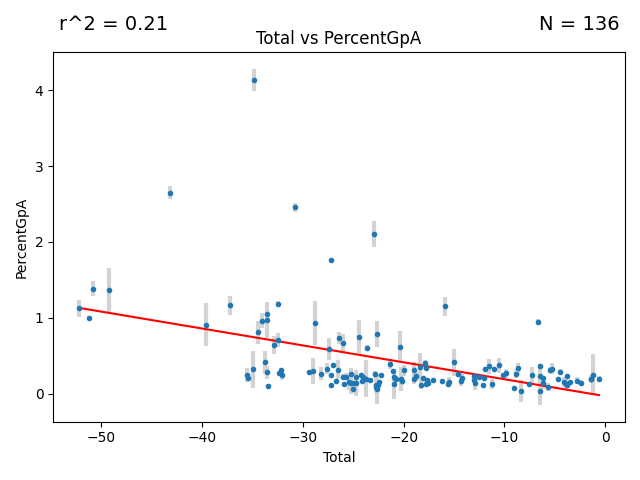 r^2 = 0.21
N = 136
Total vs PercentGpA
4
3
2
1
0
PercentGpA
−50
−40
−30
−20
−10
0
Total